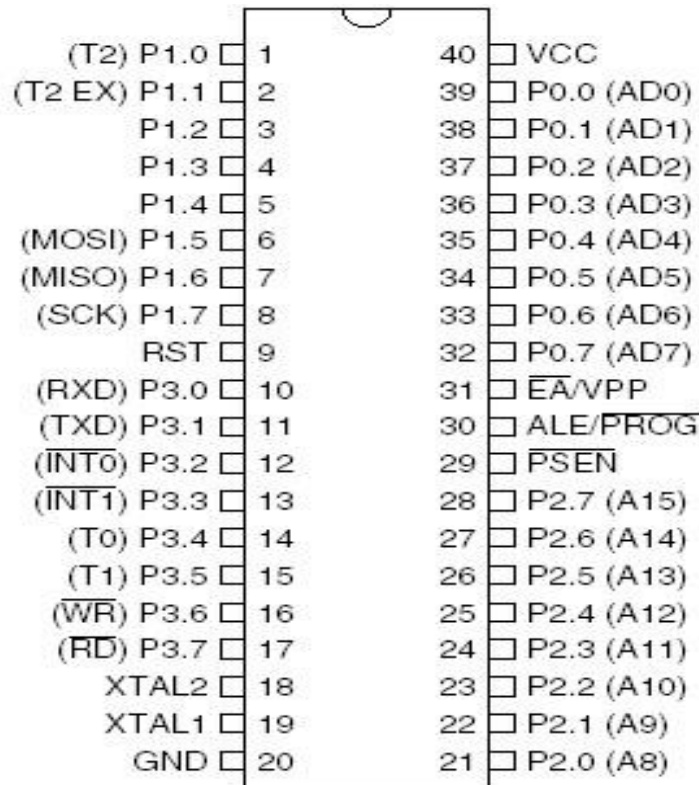 (T2) P1.0 1 40 VCC
(T2 EX) P1.1 2 39 P0.0 (AD0)
P1.2 3 38 P0.1 (AD1)
P1.3 4 37 P0.2 (AD2)
P1.4 5 36 P0.3 (AD3)
(MOSI) P1.5 6 35 P0.4 (AD4)
(MISO) P1.6 7 34 P0.5 (AD5)
(SCK) P1.7 8 33 P0.6 (AD6)
RST 9 32 P0.7 (AD7)
(RXD) P3.0 10 31 E̅A̅/VPP
(TXD) P3.1 11 30 ALE/P̅R̅O̅G̅
(I̅N̅T̅0̅) P3.2 12 29 P̅S̅E̅N̅
(I̅N̅T̅1̅) P3.3 13 28 P2.7 (A15)
(T0) P3.4 14 27 P2.6 (A14)
(T1) P3.5 15 26 P2.5 (A13)
(W̅R̅) P3.6 16 25 P2.4 (A12)
(R̅D̅) P3.7 17 24 P2.3 (A11)
XTAL2 18 23 P2.2 (A10)
XTAL1 19 22 P2.1 (A9)
GND 20 21 P2.0 (A8)